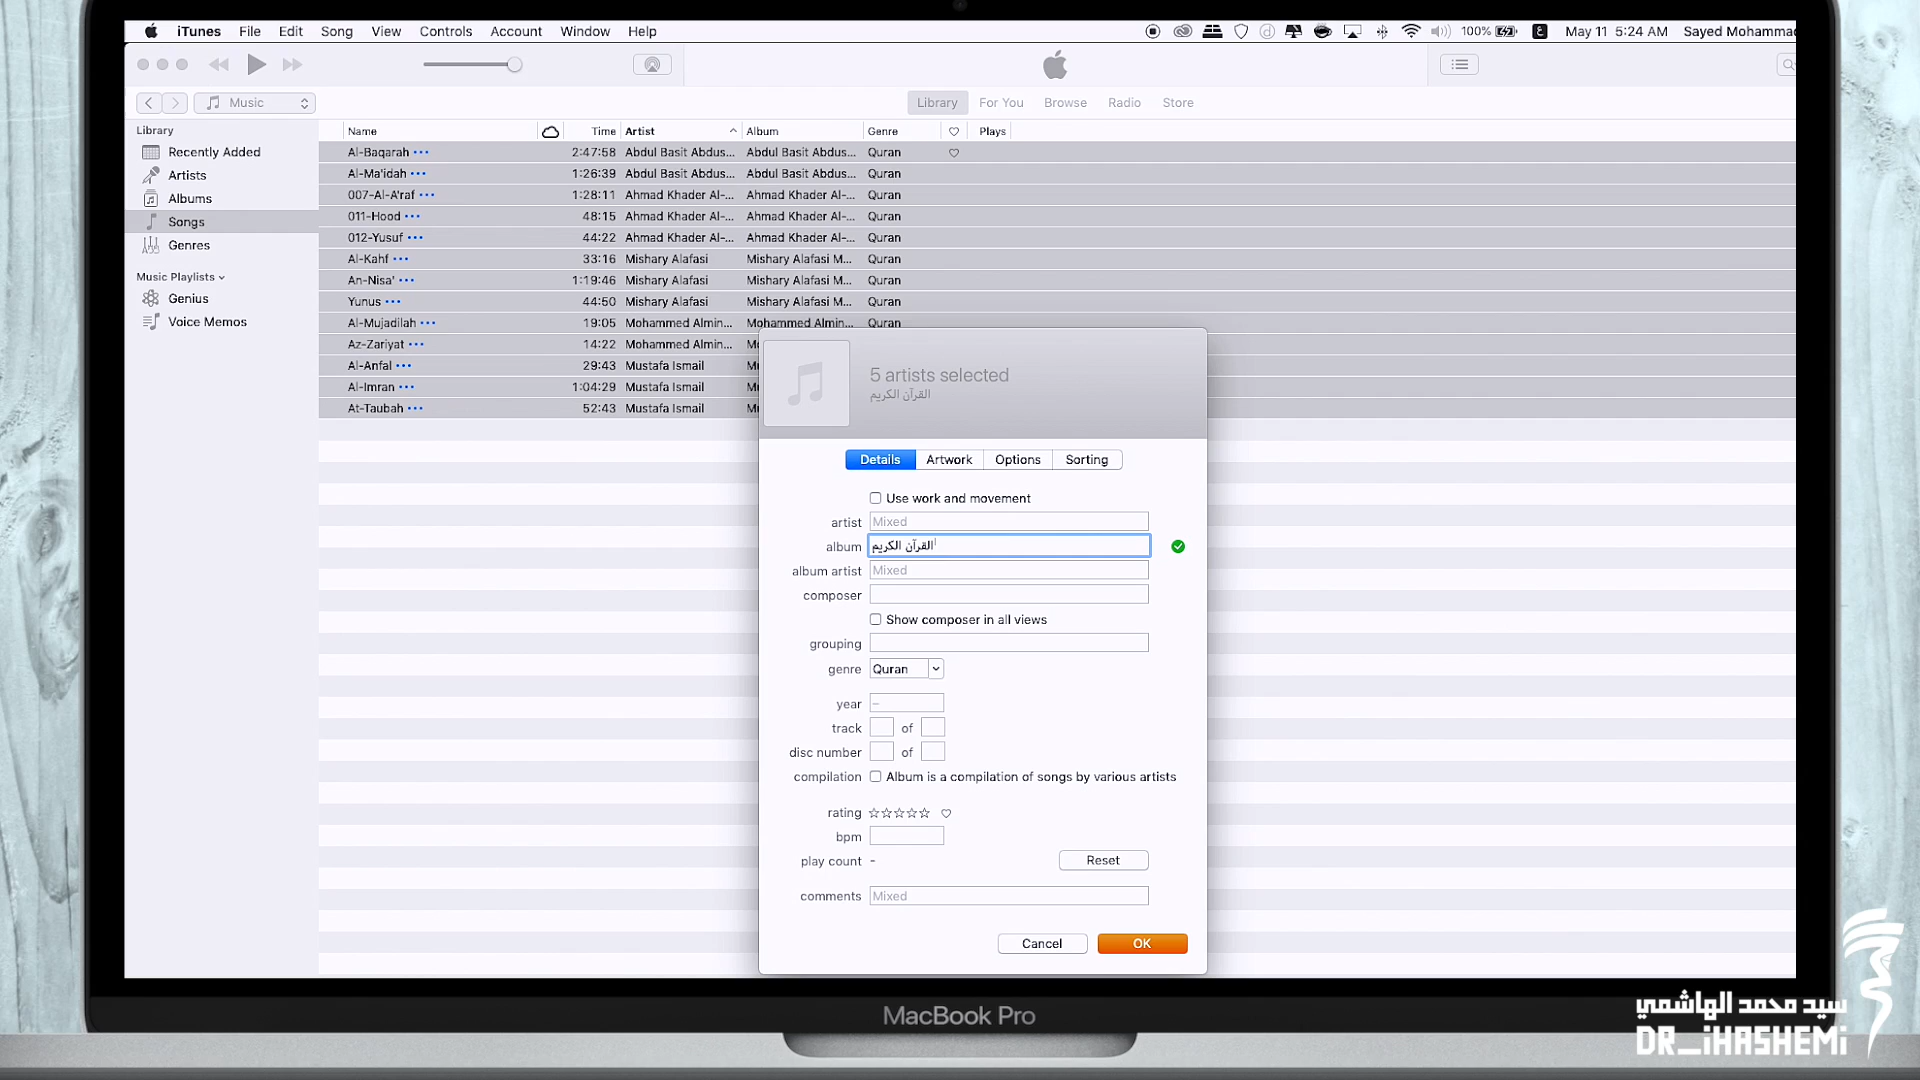 iTunes File Edit Song View Controls Account Window Help
100% ع May 11 5:24 AM Sayed Mohammad
Music
Library For You Browse Radio Store
Library
Recently Added
Artists
Albums
Songs
Genres
Music Playlists
Genius
Voice Memos
Name Time Artist Album Genre Plays
Al-Baqarah ••• 2:47:58 Abdul Basit Abdus... Abdul Basit Abdus... Quran
Al-Ma'idah ••• 1:26:39 Abdul Basit Abdus... Abdul Basit Abdus... Quran
007-Al-A'raf ••• 1:28:11 Ahmad Khader Al-... Ahmad Khader Al-... Quran
011-Hood ••• 48:15 Ahmad Khader Al-... Ahmad Khader Al-... Quran
012-Yusuf ••• 44:22 Ahmad Khader Al-... Ahmad Khader Al-... Quran
Al-Kahf ••• 33:16 Mishary Alafasi Mishary Alafasi M... Quran
An-Nisa' ••• 1:19:46 Mishary Alafasi Mishary Alafasi M... Quran
Yunus ••• 44:50 Mishary Alafasi Mishary Alafasi M... Quran
Al-Mujadilah ••• 19:05 Mohammed Almin... Mohammed Almin... Quran
Az-Zariyat ••• 14:22 Mohammed Almin...
Al-Anfal ••• 29:43 Mustafa Ismail
Al-Imran ••• 1:04:29 Mustafa Ismail
At-Taubah ••• 52:43 Mustafa Ismail
5 artists selected
القرآن الكريم
Details Artwork Options Sorting
Use work and movement
artist Mixed
album القرآن الكريم
album artist Mixed
composer
Show composer in all views
grouping
genre Quran
year –
track of
disc number of
compilation Album is a compilation of songs by various artists
rating
bpm
play count - Reset
comments Mixed
Cancel OK
MacBook Pro
سيد محمد الهاشمي
DR_iHASHEMi